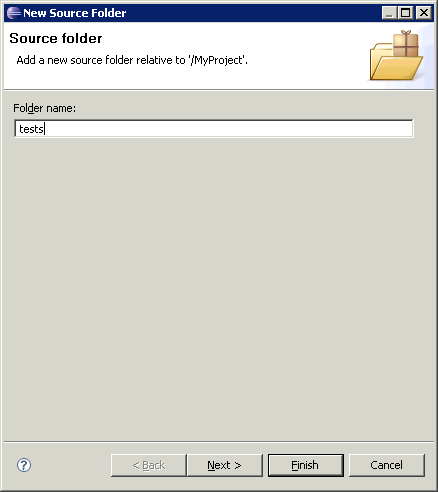 New Source Folder
Source folder
Add a new source folder relative to '/MyProject'.
Folder name:
tests
? < Back Next > Finish Cancel